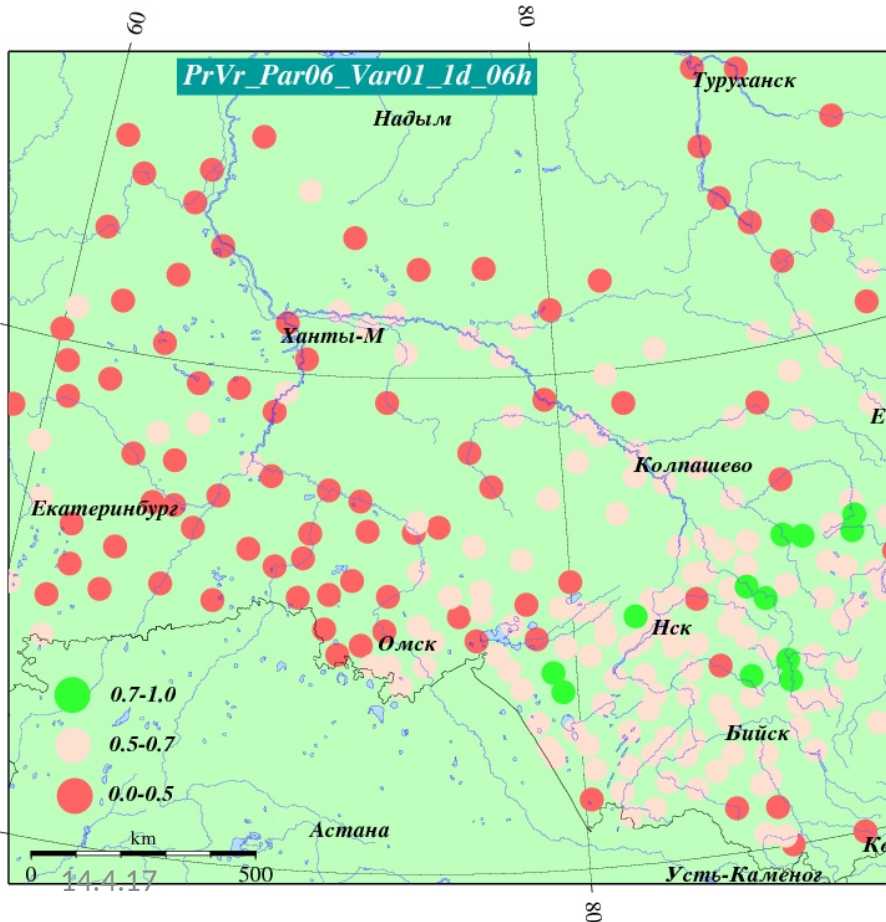 60
80
PrVr_Par06_Var01_1d_06h
Туруханск
Надым
Ханты-М
Е
Колпашево
Екатеринбург
Нск
Омск
0.7-1.0
0.5-0.7
Бийск
0.0-0.5
Астана
km
Ко
0
500
14.4.17
Усть-Каменог
80